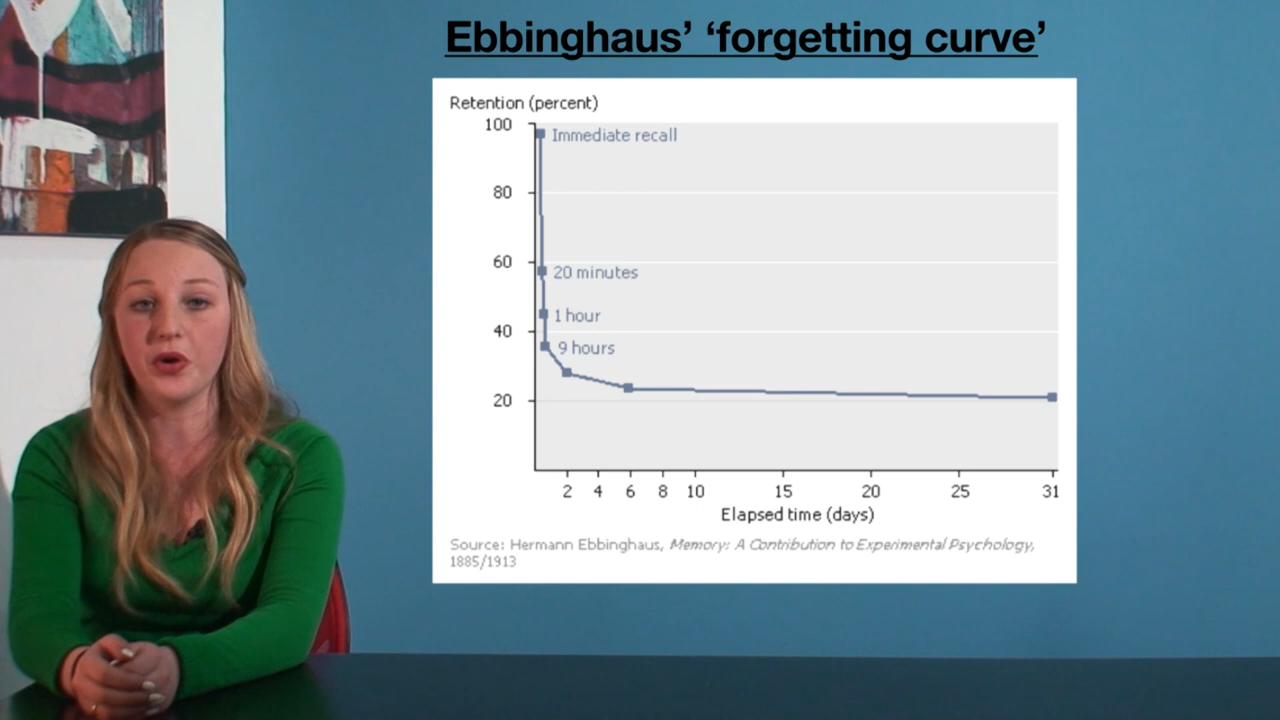 Ebbinghaus’ ‘forgetting curve’
Retention (percent)
100
Immediate recall
80
60
20 minutes
1 hour
40
9 hours
20
2 4 6 8 10 15 20 25 31
Elapsed time (days)
Source: Hermann Ebbinghaus, Memory: A Contribution to Experimental Psychology,
1885/1913